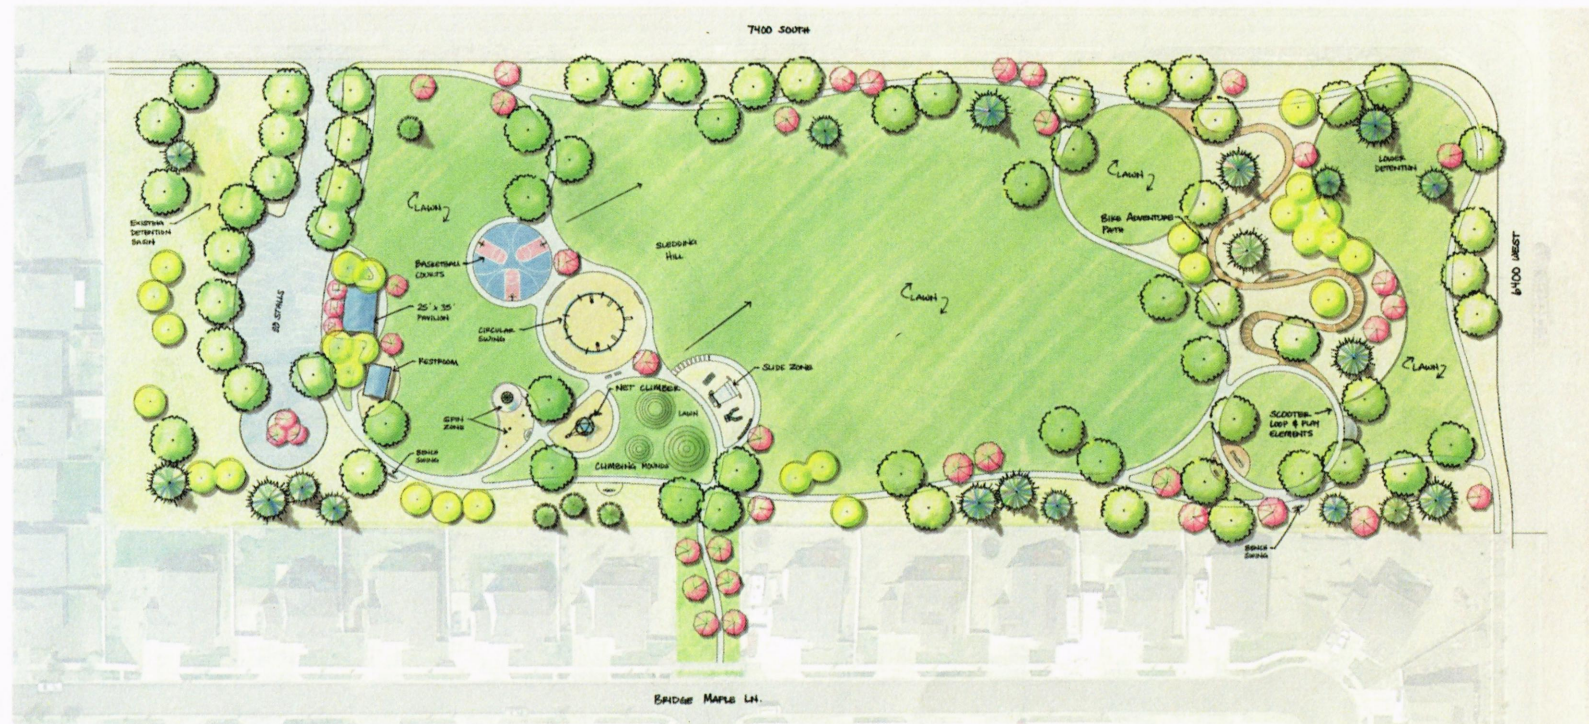 7400 SOUTH
EXISTING
DETENTION
BASIN
LAWN
BASKETBALL
COURTS
25' x 35'
PAVILION
CIRCULAR
SWING
RESTROOM
SPIN
ZONE
BENCH
SWING
NET CLIMBER
LAWN
CLIMBING MOUNDS
SLIDE ZONE
SLEDDING
HILL
LAWN
LAWN
BIKE ADVENTURE
PATH
LOWER
DETENTION
6400 WEST
LAWN
SCOOTER
LOOP & PLAY
ELEMENTS
BENCH
SWING
STALLS
BRIDGE MAPLE LN.